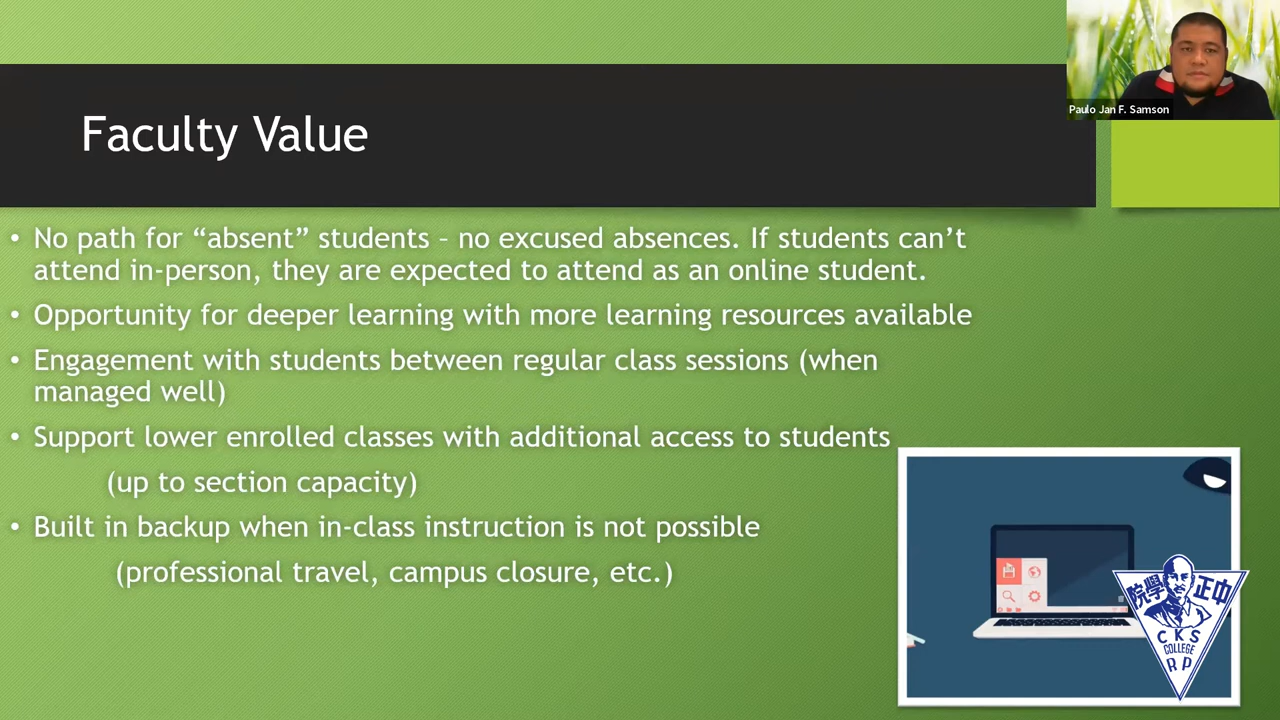 Paulo Jan F. Samson
Faculty Value
• No path for “absent” students – no excused absences. If students can’t
attend in-person, they are expected to attend as an online student.
• Opportunity for deeper learning with more learning resources available
• Engagement with students between regular class sessions (when
managed well)
• Support lower enrolled classes with additional access to students
(up to section capacity)
• Built in backup when in-class instruction is not possible
(professional travel, campus closure, etc.)
院學 正中
CKS
COLLEGE
RP